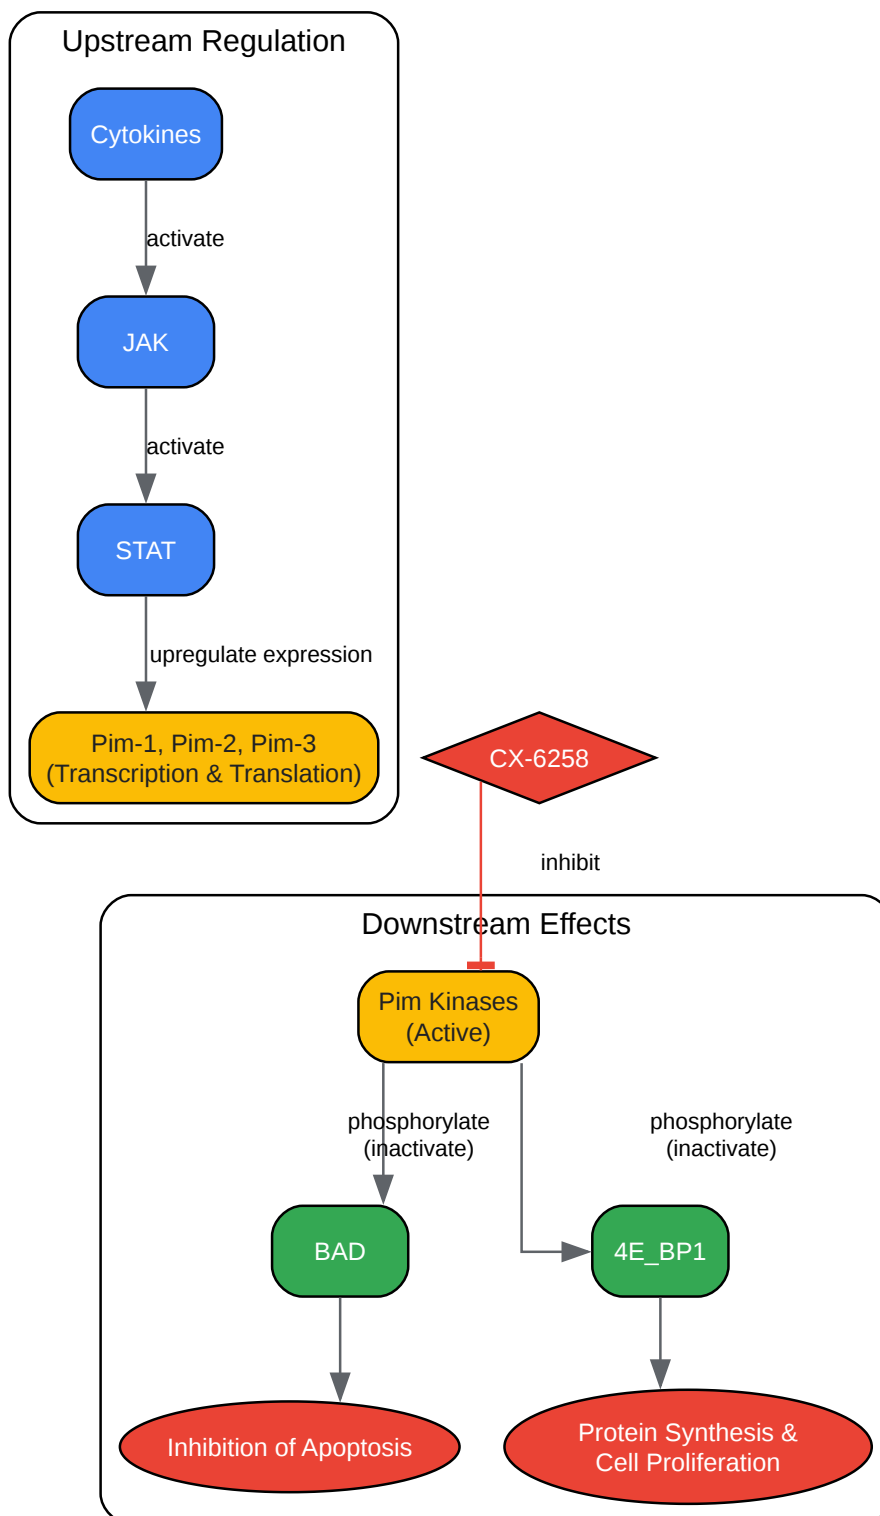 Upstream Regulation
Cytokines
activate
JAK
activate
STAT
upregulate expression
Pim-1, Pim-2, Pim-3
(Transcription & Translation)
CX-6258
inhibit
Downstream Effects
Pim Kinases
(Active)
phosphorylate
(inactivate)
phosphorylate
(inactivate)
BAD
4E_BP1
Inhibition of Apoptosis
Protein Synthesis &
Cell Proliferation